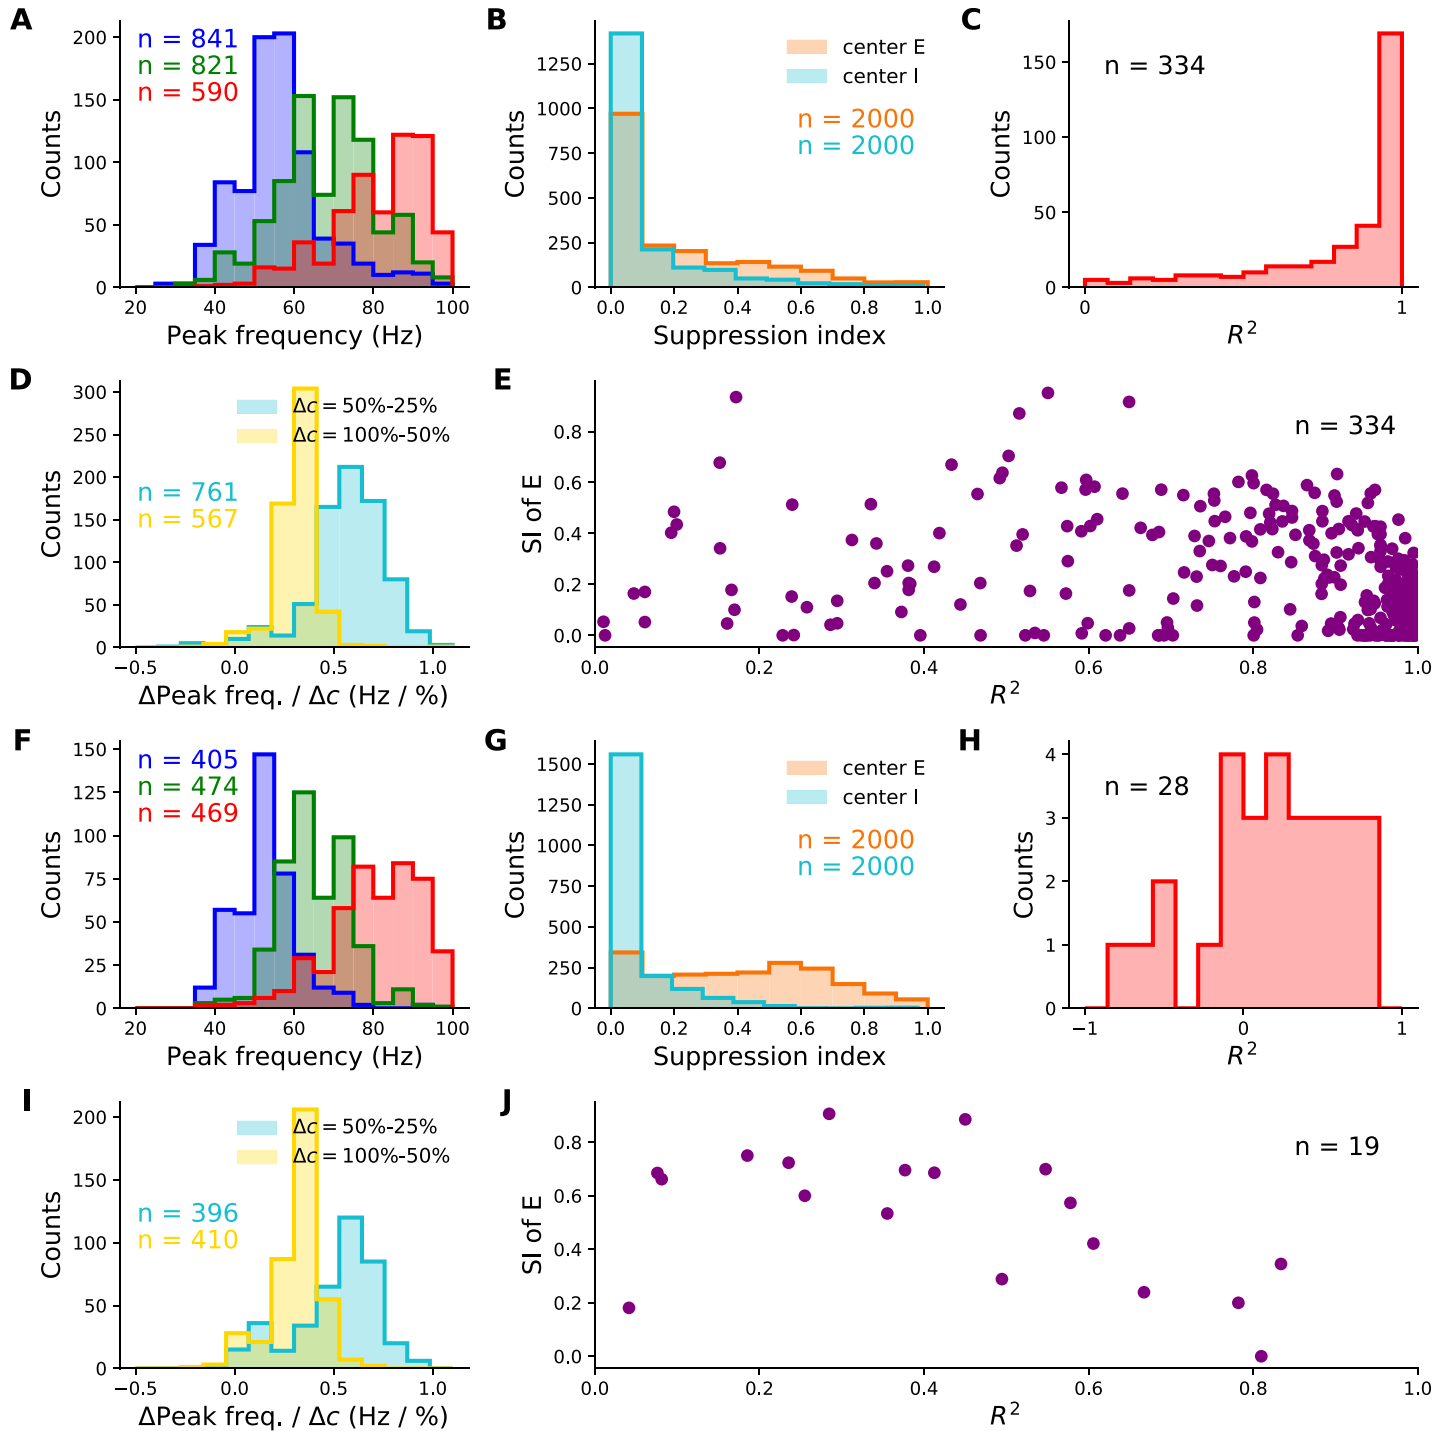 A
n = 841
n = 821
n = 590
Counts
200
150
100
50
0
20 40 60 80 100
Peak frequency (Hz)
B
center E
center I
n = 2000
n = 2000
Counts
1250
1000
750
500
250
0
0.0 0.2 0.4 0.6 0.8 1.0
Suppression index
C
n = 334
Counts
150
100
50
0
0 1
R²
D
Δc = 50%-25%
Δc = 100%-50%
n = 761
n = 567
Counts
300
250
200
150
100
50
0
−0.5 0.0 0.5 1.0
ΔPeak freq. / Δc (Hz / %)
E
n = 334
SI of E
0.8
0.6
0.4
0.2
0.0
0.0 0.2 0.4 0.6 0.8 1.0
R²
F
n = 405
n = 474
n = 469
Counts
150
125
100
75
50
25
0
20 40 60 80 100
Peak frequency (Hz)
G
center E
center I
n = 2000
n = 2000
Counts
1500
1250
1000
750
500
250
0
0.0 0.2 0.4 0.6 0.8 1.0
Suppression index
H
n = 28
Counts
4
3
2
1
0
−1 0 1
R²
I
Δc = 50%-25%
Δc = 100%-50%
n = 396
n = 410
Counts
200
150
100
50
0
−0.5 0.0 0.5 1.0
ΔPeak freq. / Δc (Hz / %)
J
n = 19
SI of E
0.8
0.6
0.4
0.2
0.0
0.0 0.2 0.4 0.6 0.8 1.0
R²